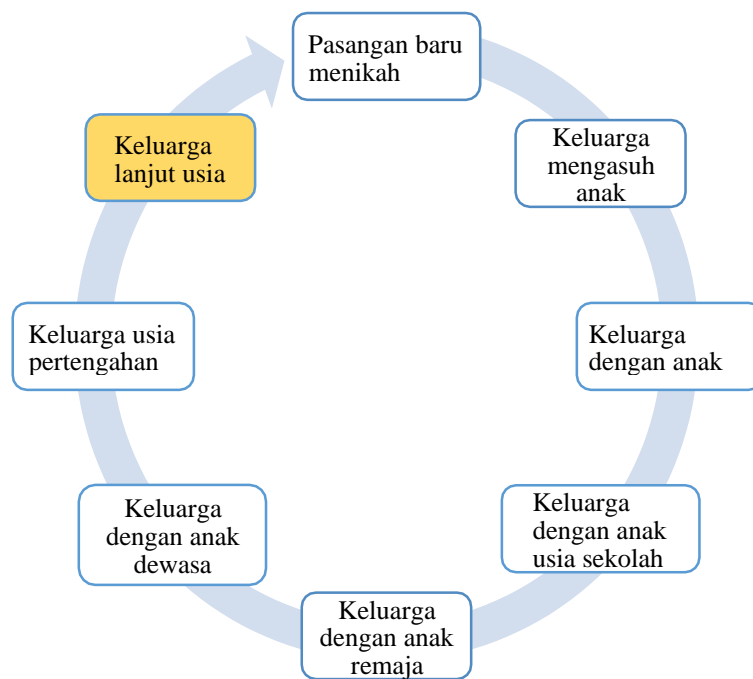 Pasangan baru
menikah
Keluarga
mengasuh
anak
Keluarga
dengan anak
Keluarga
dengan anak
usia sekolah
Keluarga
dengan anak
remaja
Keluarga
dengan anak
dewasa
Keluarga usia
pertengahan
Keluarga
lanjut usia